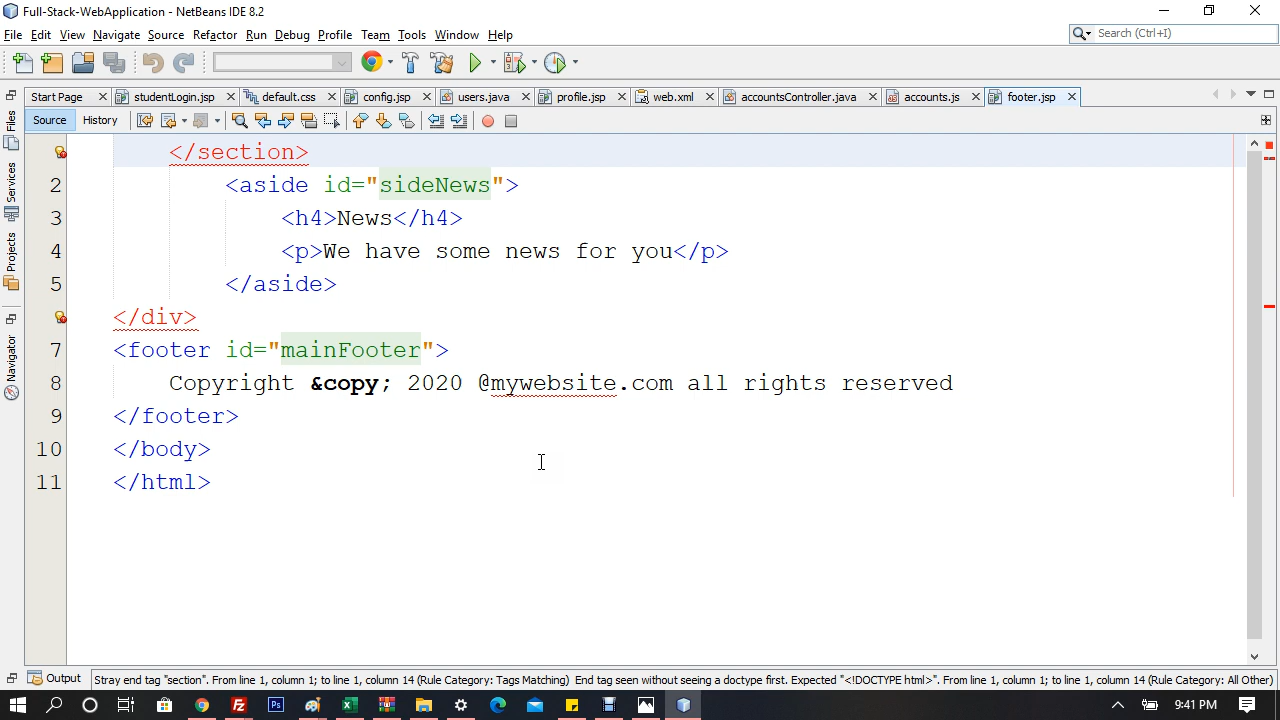 Full-Stack-WebApplication - NetBeans IDE 8.2
File Edit View Navigate Source Refactor Run Debug Profile Team Tools Window Help
Search (Ctrl+I)
Start Page studentLogin.jsp default.css config.jsp users.java profile.jsp web.xml accountsController.java accounts.js footer.jsp
Source History
Files
Services
Projects
Navigator
</section>
2 <aside id="sideNews">
3 <h4>News</h4>
4 <p>We have some news for you</p>
5 </aside>
</div>
7 <footer id="mainFooter">
8 Copyright &copy; 2020 @mywebsite.com all rights reserved
9 </footer>
10 </body>
11 </html>
Output
Stray end tag "section". From line 1, column 1; to line 1, column 14 (Rule Category: Tags Matching) End tag seen without seeing a doctype first. Expected "<!DOCTYPE html>". From line 1, column 1; to line 1, column 14 (Rule Category: All Other)
9:41 PM